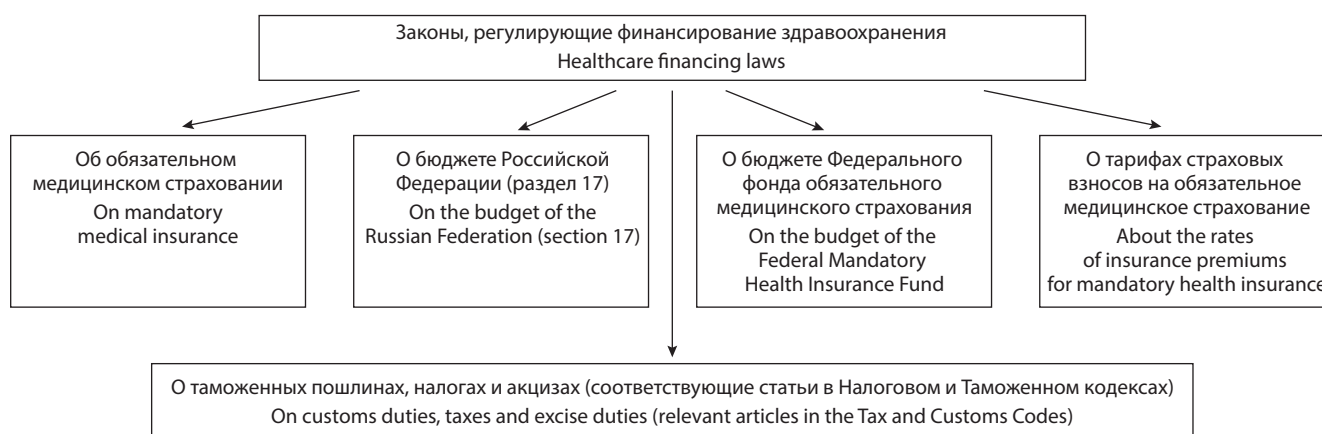 Законы, регулирующие финансирование здравоохранения
Healthcare financing laws
Об обязательном
медицинском страховании
On mandatory
medical insurance
О бюджете Российской
Федерации (раздел 17)
On the budget of the
Russian Federation (section 17)
О бюджете Федерального
фонда обязательного
медицинского страхования
On the budget of the
Federal Mandatory
Health Insurance Fund
О тарифах страховых
взносов на обязательное
медицинское страхование
About the rates
of insurance premiums
for mandatory health insurance
О таможенных пошлинах, налогах и акцизах (соответствующие статьи в Налоговом и Таможенном кодексах)
On customs duties, taxes and excise duties (relevant articles in the Tax and Customs Codes)